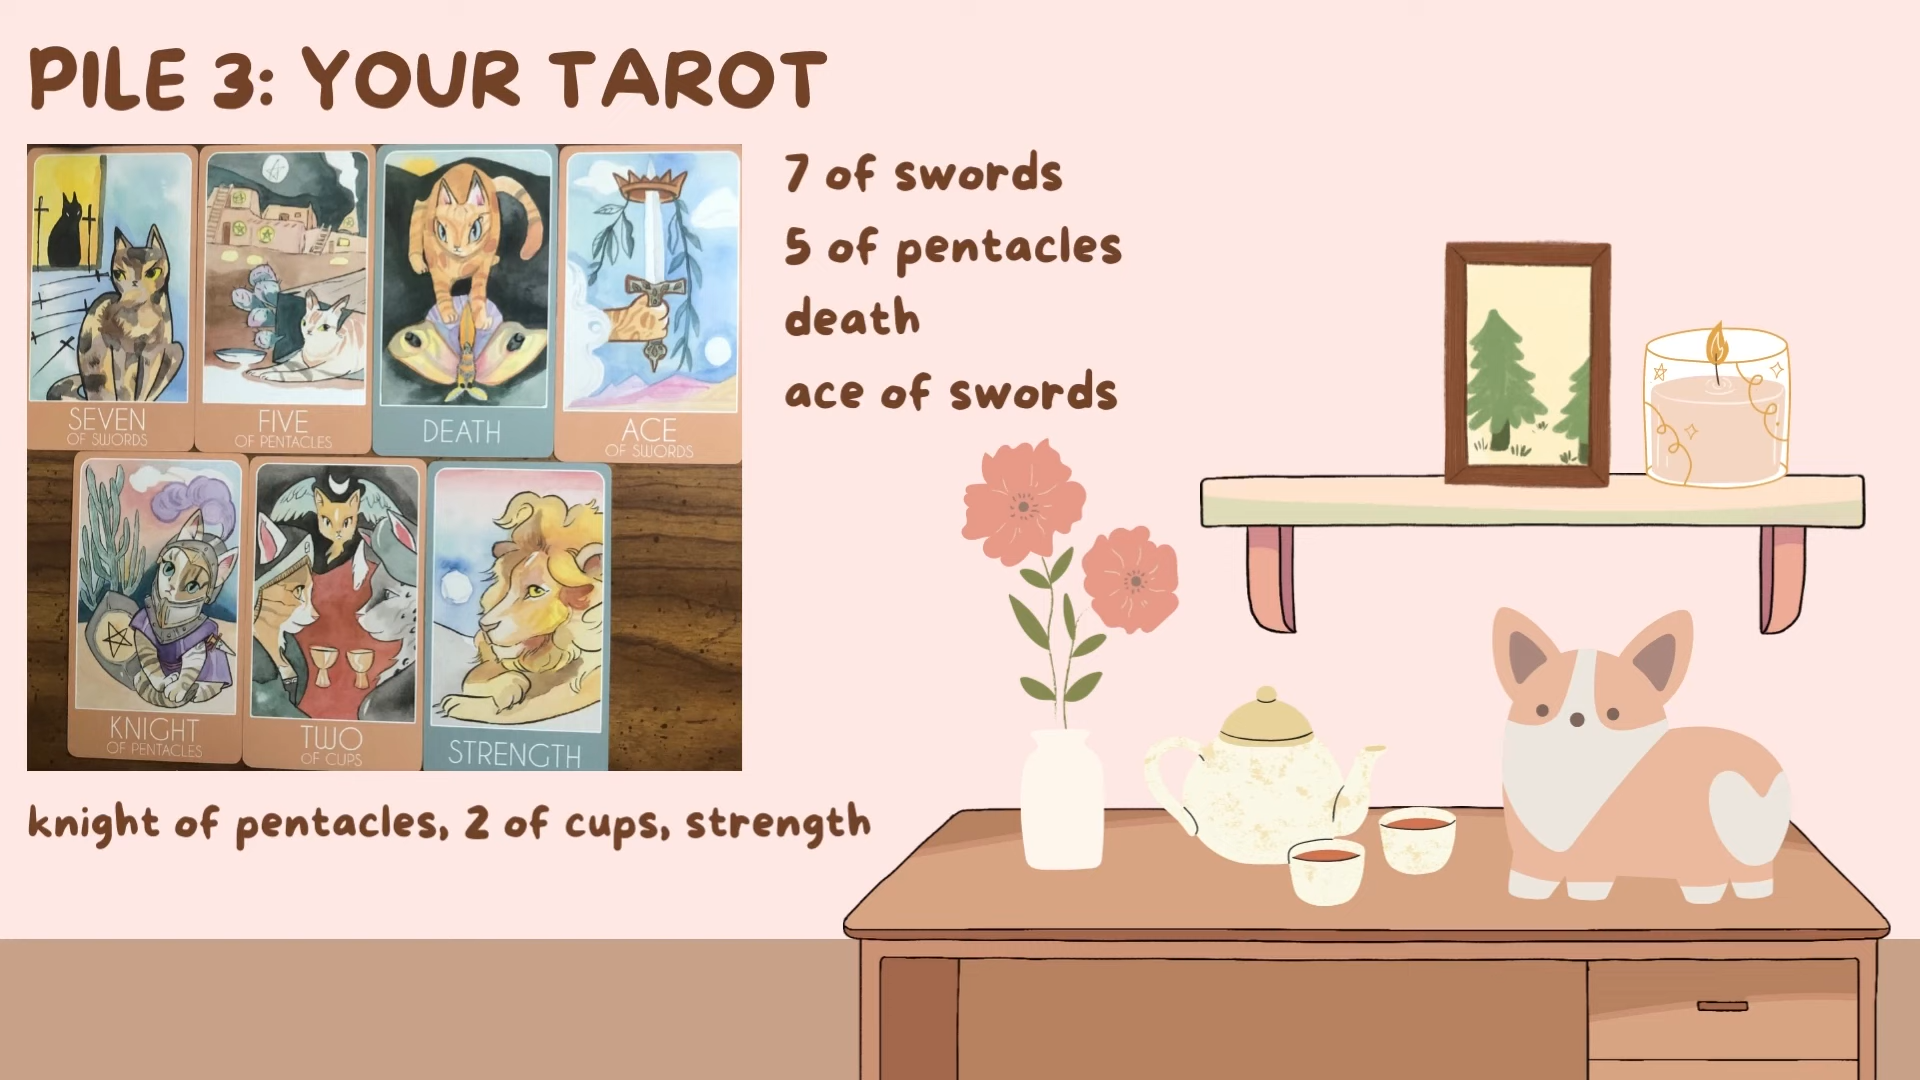 PILE 3: YOUR TAROT
7 of swords
5 of pentacles
death
ace of swords
SEVEN
OF SWORDS
FIVE
OF PENTACLES
DEATH
ACE
OF SWORDS
KNIGHT
OF PENTACLES
TWO
OF CUPS
STRENGTH
knight of pentacles, 2 of cups, strength